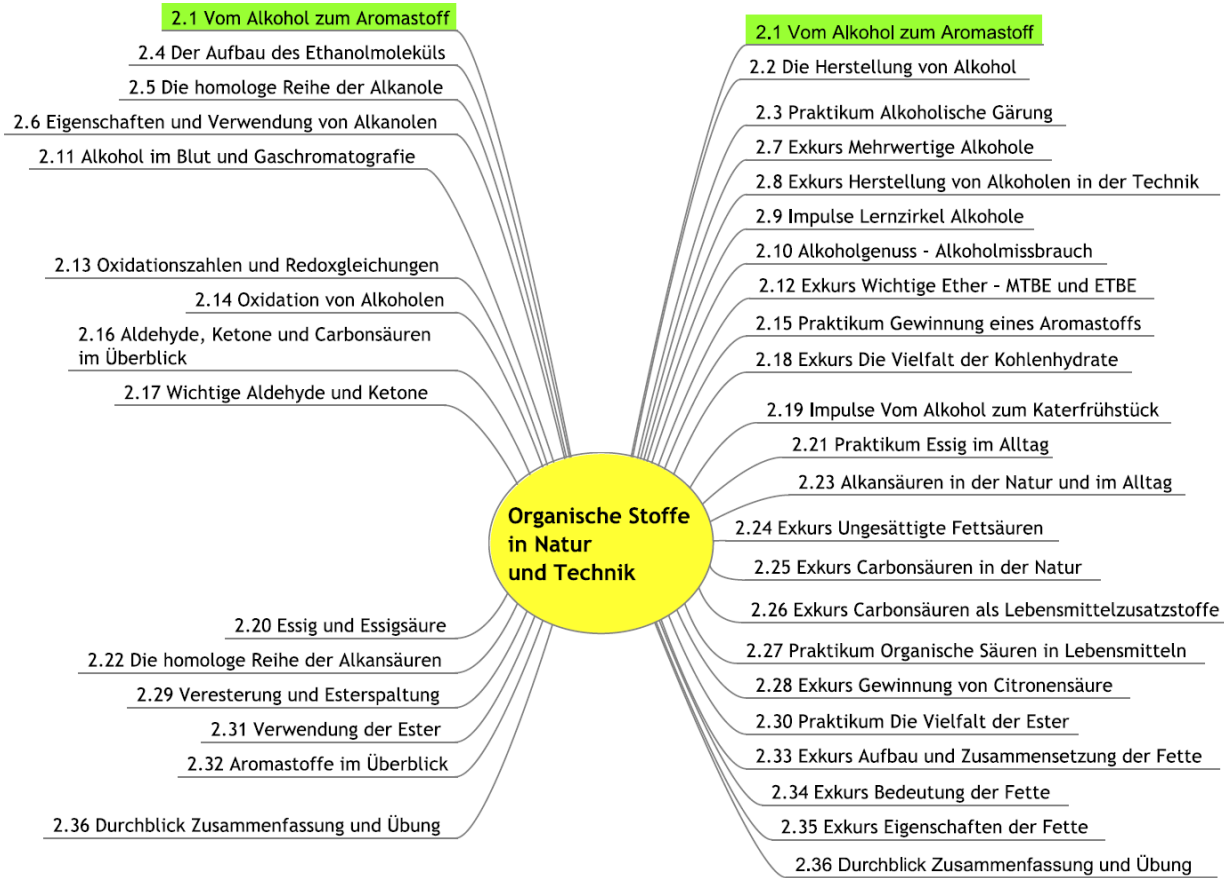 2.1 Vom Alkohol zum Aromastoff
2.4 Der Aufbau des Ethanolmoleküls
2.5 Die homologe Reihe der Alkanole
2.6 Eigenschaften und Verwendung von Alkanolen
2.11 Alkohol im Blut und Gaschromatografie
2.13 Oxidationszahlen und Redoxgleichungen
2.14 Oxidation von Alkoholen
2.16 Aldehyde, Ketone und Carbonsäuren
im Überblick
2.17 Wichtige Aldehyde und Ketone
2.20 Essig und Essigsäure
2.22 Die homologe Reihe der Alkansäuren
2.29 Veresterung und Esterspaltung
2.31 Verwendung der Ester
2.32 Aromastoffe im Überblick
2.36 Durchblick Zusammenfassung und Übung
Organische Stoffe
in Natur
und Technik
2.1 Vom Alkohol zum Aromastoff
2.2 Die Herstellung von Alkohol
2.3 Praktikum Alkoholische Gärung
2.7 Exkurs Mehrwertige Alkohole
2.8 Exkurs Herstellung von Alkoholen in der Technik
2.9 Impulse Lernzirkel Alkohole
2.10 Alkoholgenuss - Alkoholmissbrauch
2.12 Exkurs Wichtige Ether - MTBE und ETBE
2.15 Praktikum Gewinnung eines Aromastoffs
2.18 Exkurs Die Vielfalt der Kohlenhydrate
2.19 Impulse Vom Alkohol zum Katerfrühstück
2.21 Praktikum Essig im Alltag
2.23 Alkansäuren in der Natur und im Alltag
2.24 Exkurs Ungesättigte Fettsäuren
2.25 Exkurs Carbonsäuren in der Natur
2.26 Exkurs Carbonsäuren als Lebensmittelzusatzstoffe
2.27 Praktikum Organische Säuren in Lebensmitteln
2.28 Exkurs Gewinnung von Citronensäure
2.30 Praktikum Die Vielfalt der Ester
2.33 Exkurs Aufbau und Zusammensetzung der Fette
2.34 Exkurs Bedeutung der Fette
2.35 Exkurs Eigenschaften der Fette
2.36 Durchblick Zusammenfassung und Übung